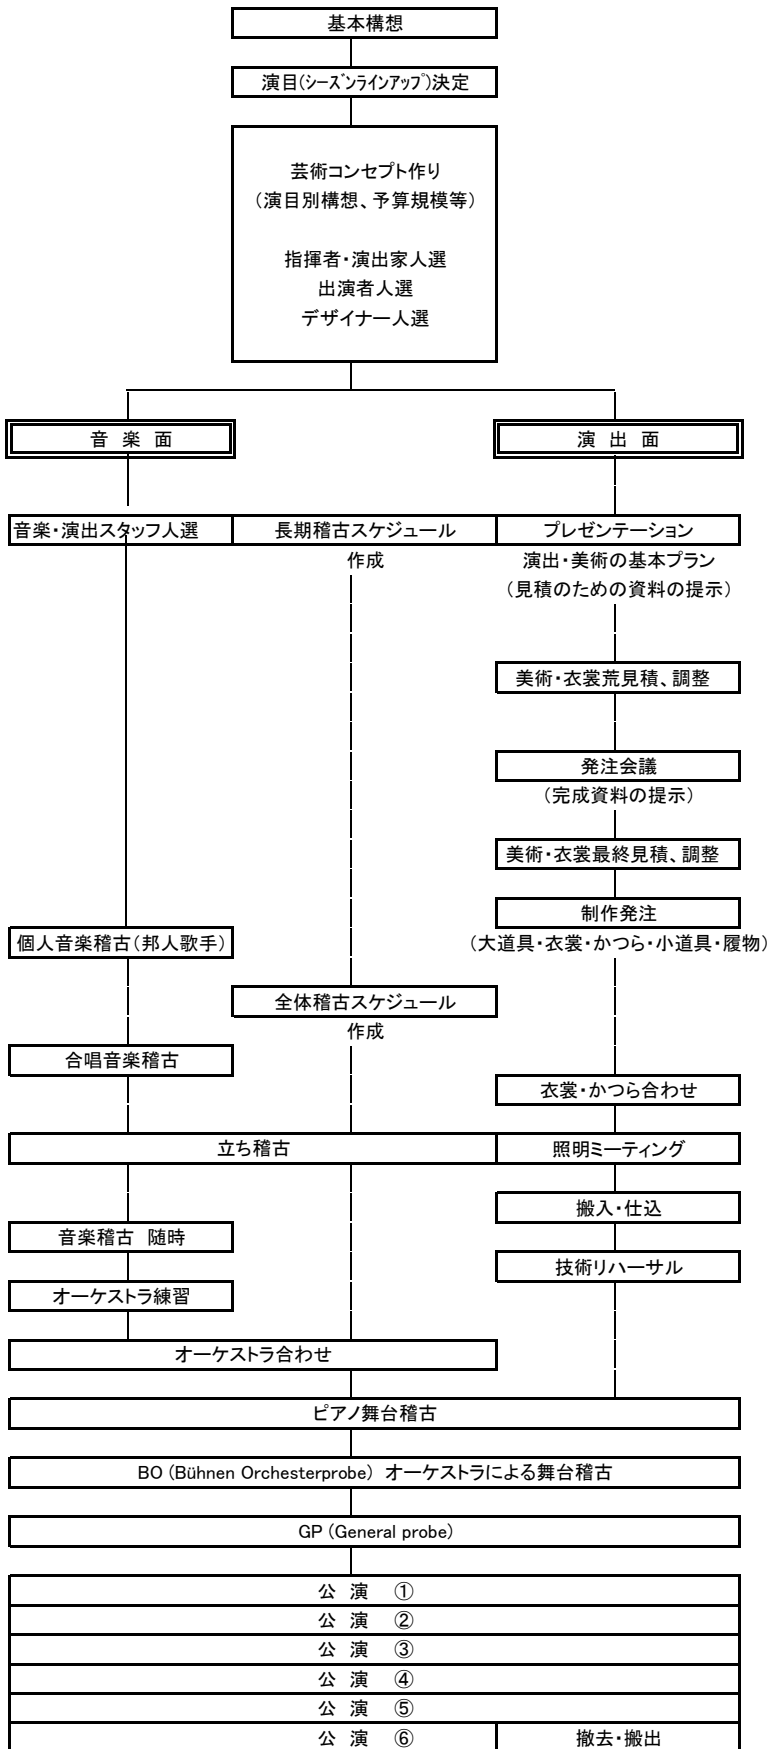 基本構想
演目(シーズンラインアップ)決定
芸術コンセプト作り
（演目別構想、予算規模等）
指揮者・演出家人選
出演者人選
デザイナー人選
音 楽 面
演 出 面
音楽・演出スタッフ人選
長期稽古スケジュール
プレゼンテーション
作成
演出・美術の基本プラン
（見積のための資料の提示）
美術・衣裳荒見積、調整
発注会議
（完成資料の提示）
美術・衣裳最終見積、調整
制作発注
個人音楽稽古（邦人歌手）
（大道具・衣裳・かつら・小道具・履物）
全体稽古スケジュール
作成
合唱音楽稽古
衣裳・かつら合わせ
立ち稽古
照明ミーティング
搬入・仕込
音楽稽古 随時
技術リハーサル
オーケストラ練習
オーケストラ合わせ
ピアノ舞台稽古
BO (Bühnen Orchesterprobe) オーケストラによる舞台稽古
GP (General probe)
公 演 ①
公 演 ②
公 演 ③
公 演 ④
公 演 ⑤
公 演 ⑥
撤去・搬出